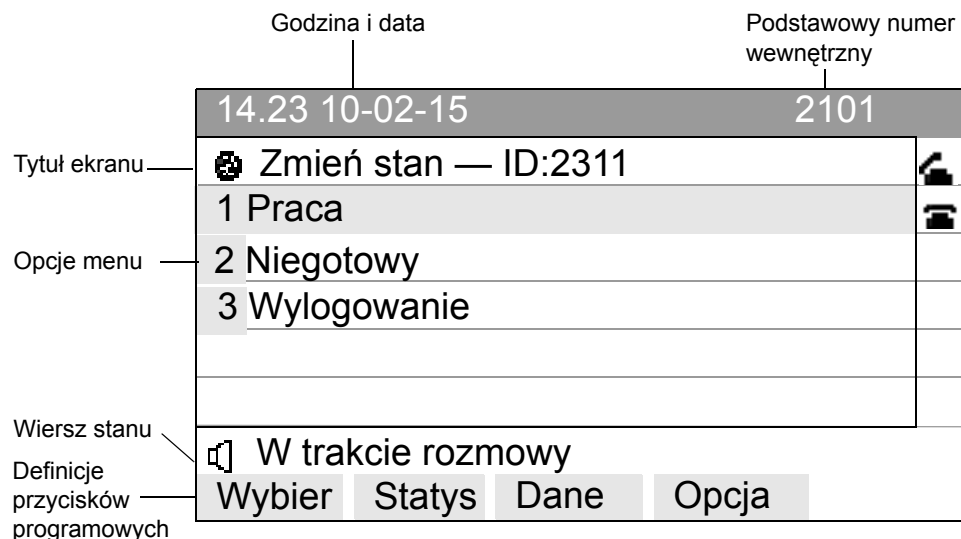 Godzina i data
Podstawowy numer
wewnętrzny
14.23 10-02-15 2101
Tytuł ekranu
Zmień stan — ID:2311
1 Praca
Opcje menu
2 Niegotowy
3 Wylogowanie
Wiersz stanu
W trakcie rozmowy
Definicje
przycisków
programowych
Wybier Statys Dane Opcja